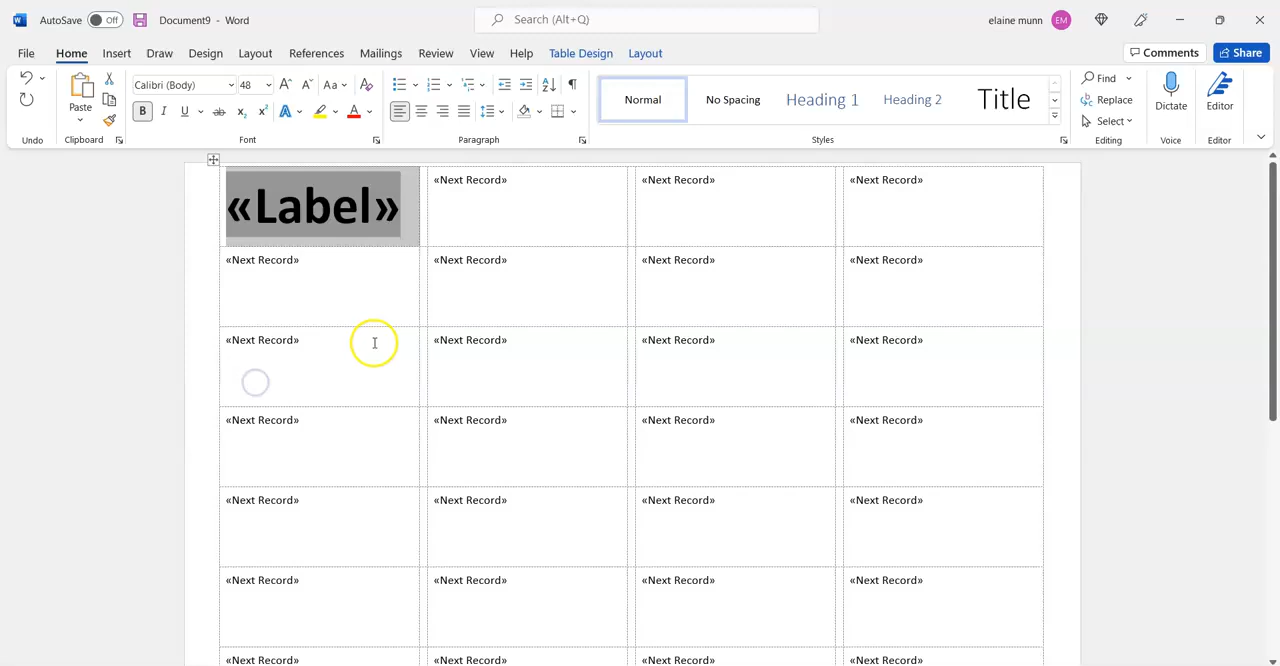 AutoSave Off Document9 - Word Search (Alt+Q) elaine munn EM
File Home Insert Draw Design Layout References Mailings Review View Help Table Design Layout Comments Share
Paste Calibri (Body) 48 Aa Normal No Spacing Heading 1 Heading 2 Title Find Replace Select Dictate Editor
Undo Clipboard Font Paragraph Styles Editing Voice Editor
«Label» «Next Record» «Next Record» «Next Record»
«Next Record» «Next Record» «Next Record» «Next Record»
«Next Record» «Next Record» «Next Record» «Next Record»
«Next Record» «Next Record» «Next Record» «Next Record»
«Next Record» «Next Record» «Next Record» «Next Record»
«Next Record» «Next Record» «Next Record» «Next Record»
«Next Record» «Next Record» «Next Record» «Next Record»